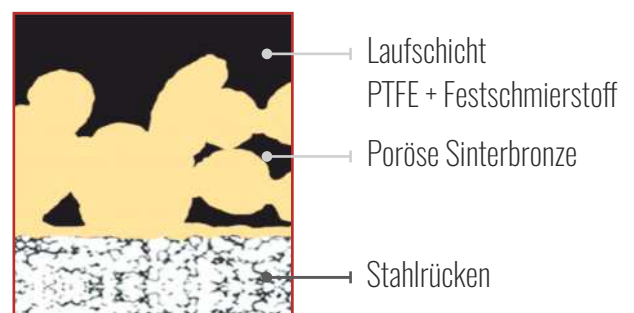 Laufschicht
PTFE + Festschmierstoff
Poröse Sinterbronze
Stahlrücken